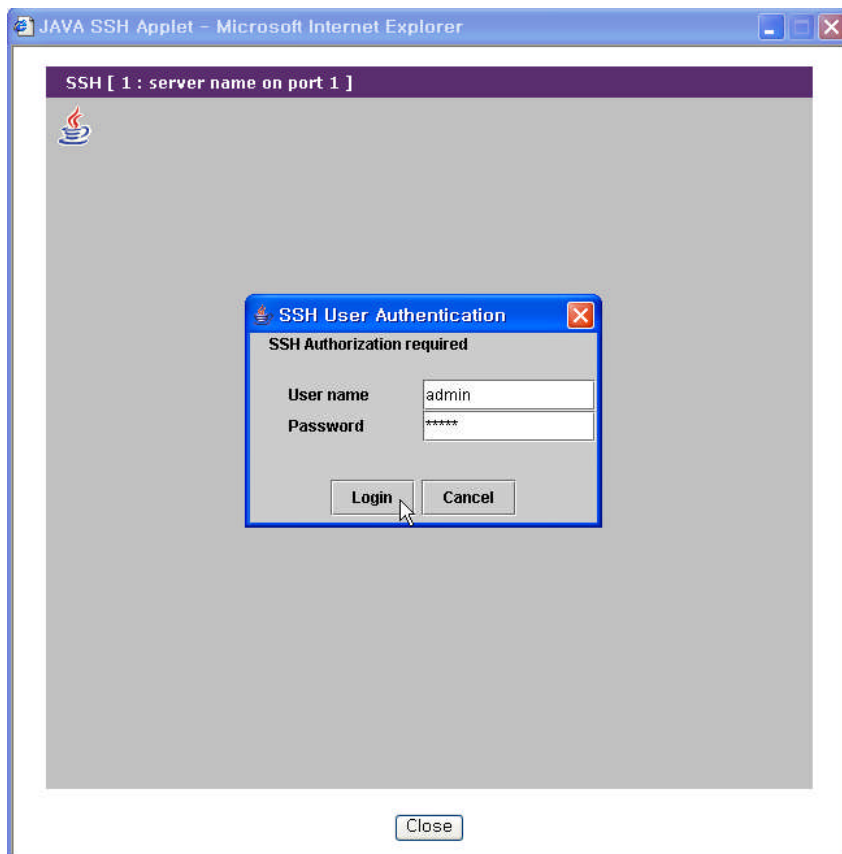 JAVA SSH Applet - Microsoft Internet Explorer
SSH [ 1 : server name on port 1 ]
SSH User Authentication
SSH Authorization required
User name admin
Password *****
Login Cancel
Close